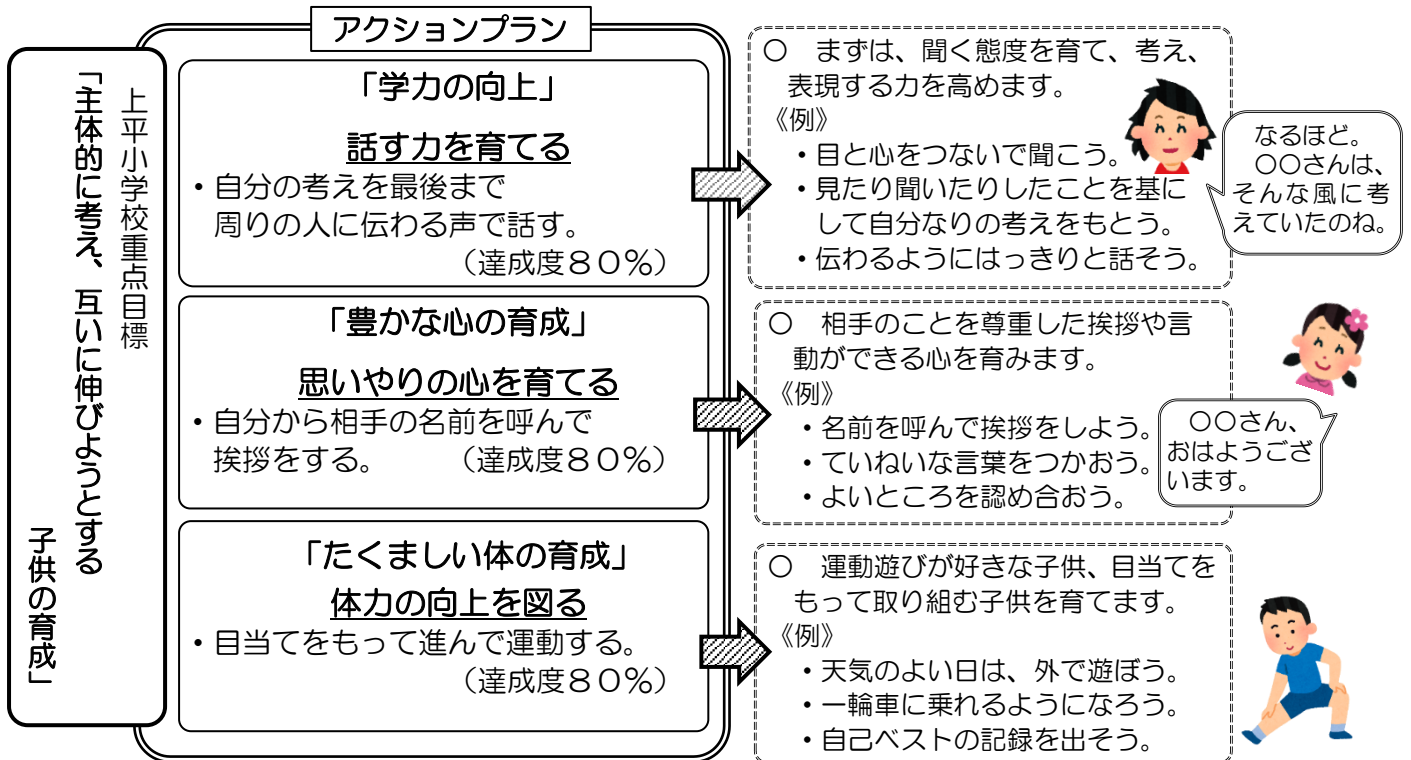 上平小学校重点目標
「主体的に考え、互いに伸びようとする
子供の育成」
アクションプラン
「学力の向上」
話す力を育てる
・自分の考えを最後まで
周りの人に伝わる声で話す。
（達成度８０％）
「豊かな心の育成」
思いやりの心を育てる
・自分から相手の名前を呼んで
挨拶をする。　　（達成度８０％）
「たくましい体の育成」
体力の向上を図る
・目当てをもって進んで運動する。
（達成度８０％）
○　まずは、聞く態度を育て、考え、
表現する力を高めます。
《例》
・目と心をつないで聞こう。
・見たり聞いたりしたことを基に
して自分なりの考えをもとう。
・伝わるようにはっきりと話そう。
なるほど。
○○さんは、
そんな風に考
えていたのね。
○　相手のことを尊重した挨拶や言
動ができる心を育みます。
《例》
・名前を呼んで挨拶をしよう。
・ていねいな言葉をつかおう。
・よいところを認め合おう。
○○さん、
おはようござ
います。
○　運動遊びが好きな子供、目当てを
もって取り組む子供を育てます。
《例》
・天気のよい日は、外で遊ぼう。
・一輪車に乗れるようになろう。
・自己ベストの記録を出そう。